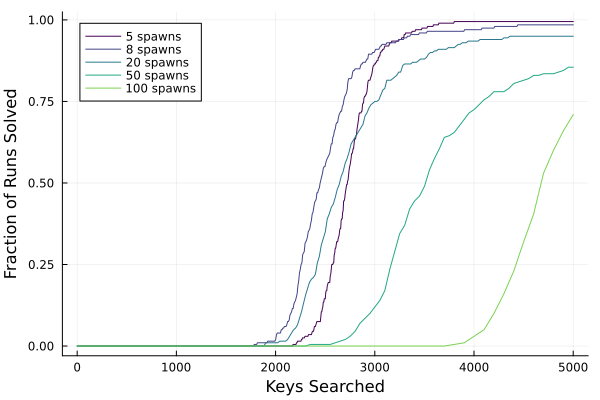 1.00
0.75
0.50
0.25
0.00
Fraction of Runs Solved
5 spawns
8 spawns
20 spawns
50 spawns
100 spawns
0
1000
2000
3000
4000
5000
Keys Searched